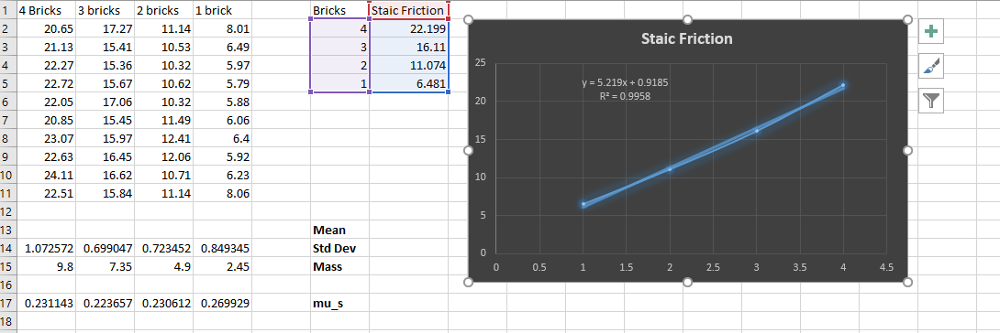 1 4 Bricks 3 bricks 2 bricks 1 brick Bricks Staic Friction
2 20.65 17.27 11.14 8.01 4 22.199
3 21.13 15.41 10.53 6.49 3 16.11
4 22.27 15.36 10.32 5.97 2 11.074
5 22.72 15.67 10.62 5.79 1 6.481
6 22.05 17.06 10.32 5.88
7 20.85 15.45 11.49 6.06
8 23.07 15.97 12.41 6.4
9 22.63 16.45 12.06 5.92
10 24.11 16.62 10.71 6.23
11 22.51 15.84 11.14 8.06
12
13 Mean
14 1.072572 0.699047 0.723452 0.849345 Std Dev
15 9.8 7.35 4.9 2.45 Mass
16
17 0.231143 0.223657 0.230612 0.269929 mu_s
18
Staic Friction
y = 5.219x + 0.9185
R² = 0.9958
25
20
15
10
5
0
0 0.5 1 1.5 2 2.5 3 3.5 4 4.5